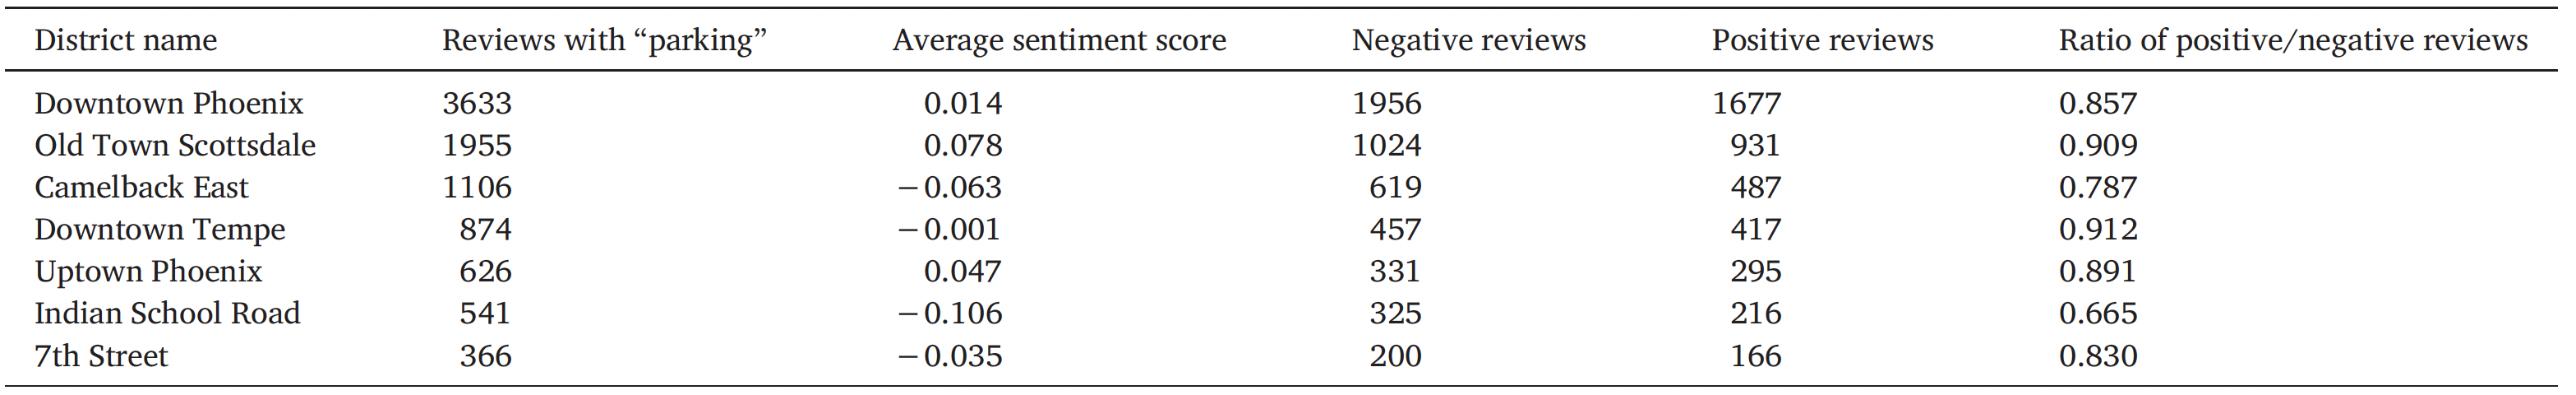 District name Reviews with “parking” Average sentiment score Negative reviews Positive reviews Ratio of positive/negative reviews
Downtown Phoenix 3633 0.014 1956 1677 0.857
Old Town Scottsdale 1955 0.078 1024 931 0.909
Camelback East 1106 −0.063 619 487 0.787
Downtown Tempe 874 −0.001 457 417 0.912
Uptown Phoenix 626 0.047 331 295 0.891
Indian School Road 541 −0.106 325 216 0.665
7th Street 366 −0.035 200 166 0.830